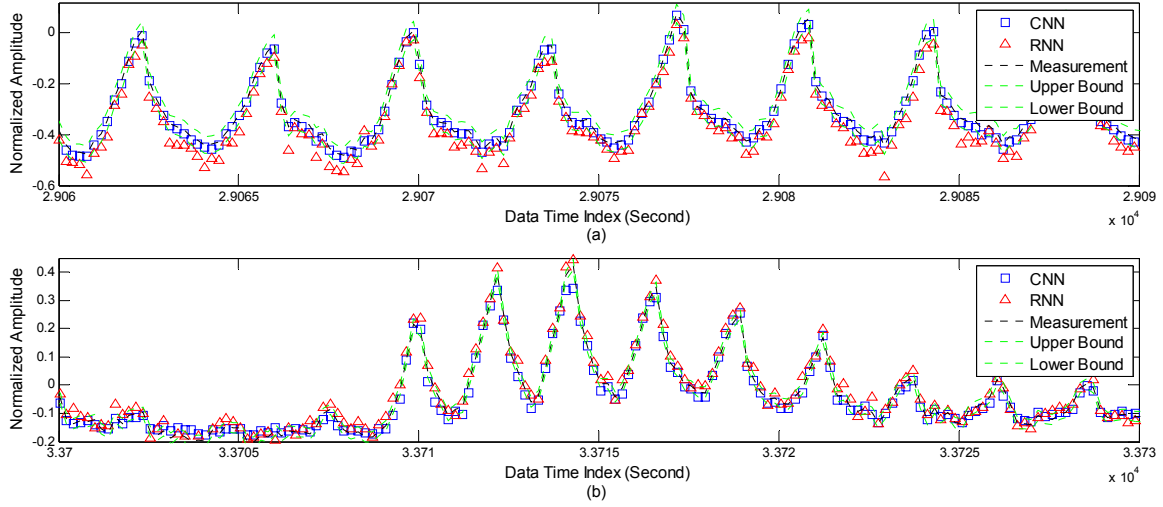 Normalized Amplitude
0
-0.2
-0.4
-0.6
2.906 2.9065 2.907 2.9075 2.908 2.9085 2.909
Data Time Index (Second)
x 10^4
(a)
CNN
RNN
Measurement
Upper Bound
Lower Bound
Normalized Amplitude
0.4
0.3
0.2
0.1
0
-0.1
-0.2
3.37 3.3705 3.371 3.3715 3.372 3.3725 3.373
Data Time Index (Second)
x 10^4
(b)
CNN
RNN
Measurement
Upper Bound
Lower Bound